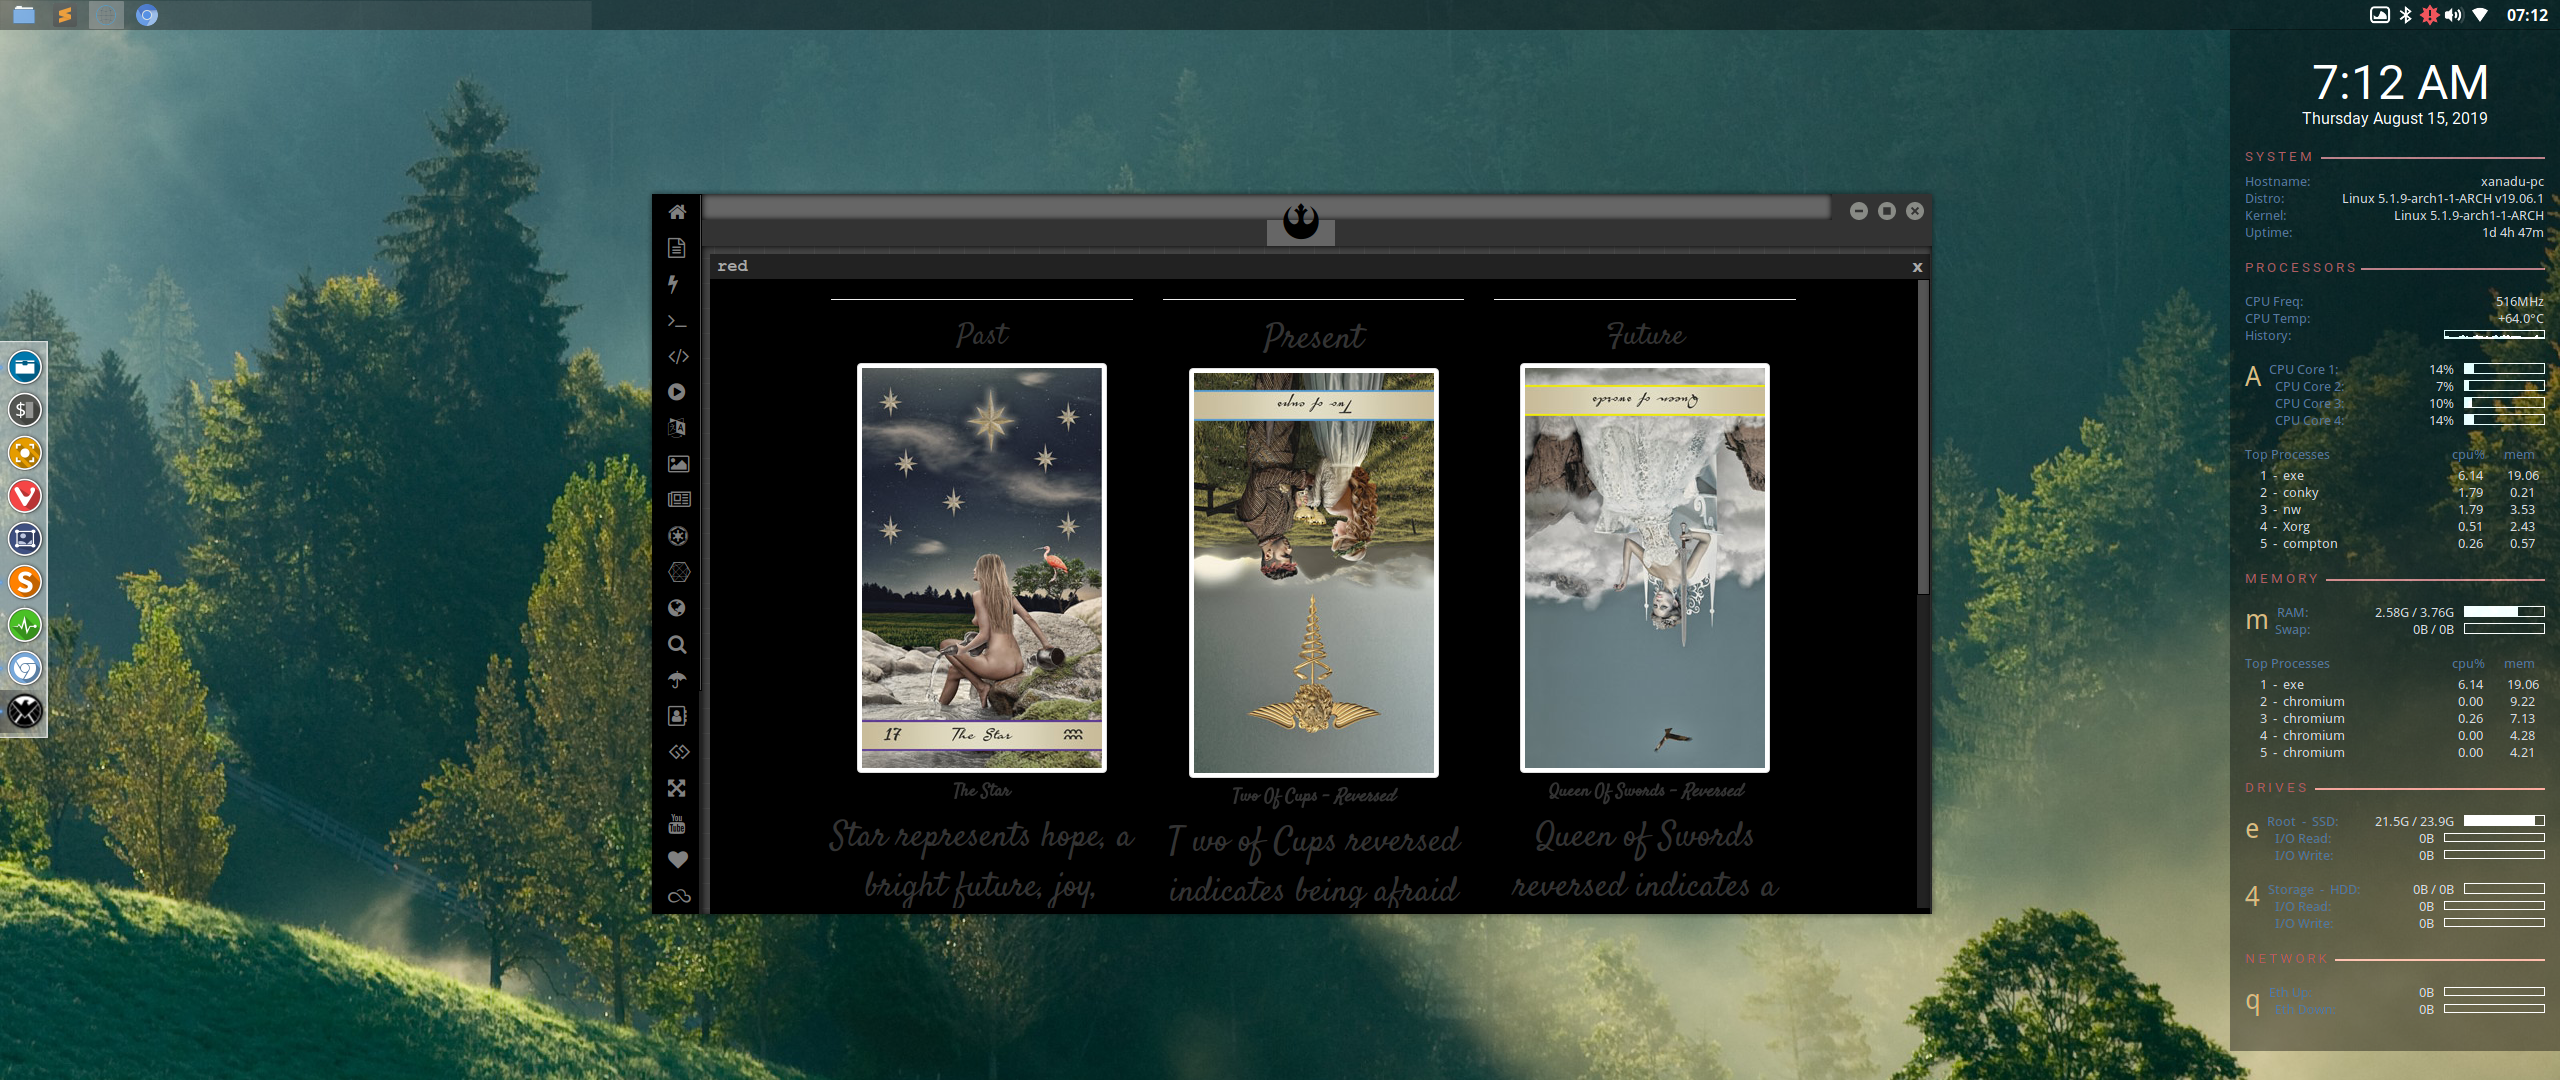 07:12
7:12 AM
Thursday August 15, 2019
SYSTEM
Hostname: xanadu-pc
Distro: Linux 5.1.9-arch1-1-ARCH v19.06.1
Kernel: Linux 5.1.9-arch1-1-ARCH
Uptime: 1d 4h 47m
PROCESSORS
CPU Freq: 516MHz
CPU Temp: +64.0°C
History:
A CPU Core 1: 14%
CPU Core 2: 7%
CPU Core 3: 10%
CPU Core 4: 14%
Top Processes cpu% mem
1 - exe 6.14 19.06
2 - conky 1.79 0.21
3 - nw 1.79 3.53
4 - Xorg 0.51 2.43
5 - compton 0.26 0.57
MEMORY
m RAM: 2.58G / 3.76G
Swap: 0B / 0B
Top Processes cpu% mem
1 - exe 6.14 19.06
2 - chromium 0.00 9.22
3 - chromium 0.26 7.13
4 - chromium 0.00 4.28
5 - chromium 0.00 4.21
DRIVES
e Root - SSD: 21.5G / 23.9G
I/O Read: 0B
I/O Write: 0B
4 Storage - HDD: 0B / 0B
I/O Read: 0B
I/O Write: 0B
NETWORK
q Eth Up: 0B
0B
red x
Past
17 The Star
The Star
Star represents hope, a
bright future, joy,
Present
Two of cups
Two Of Cups - Reversed
T wo of Cups reversed
indicates being afraid
Future
Queen of swords
Queen Of Swords - Reversed
Queen of Swords
reversed indicates a
You
Tube
$
S